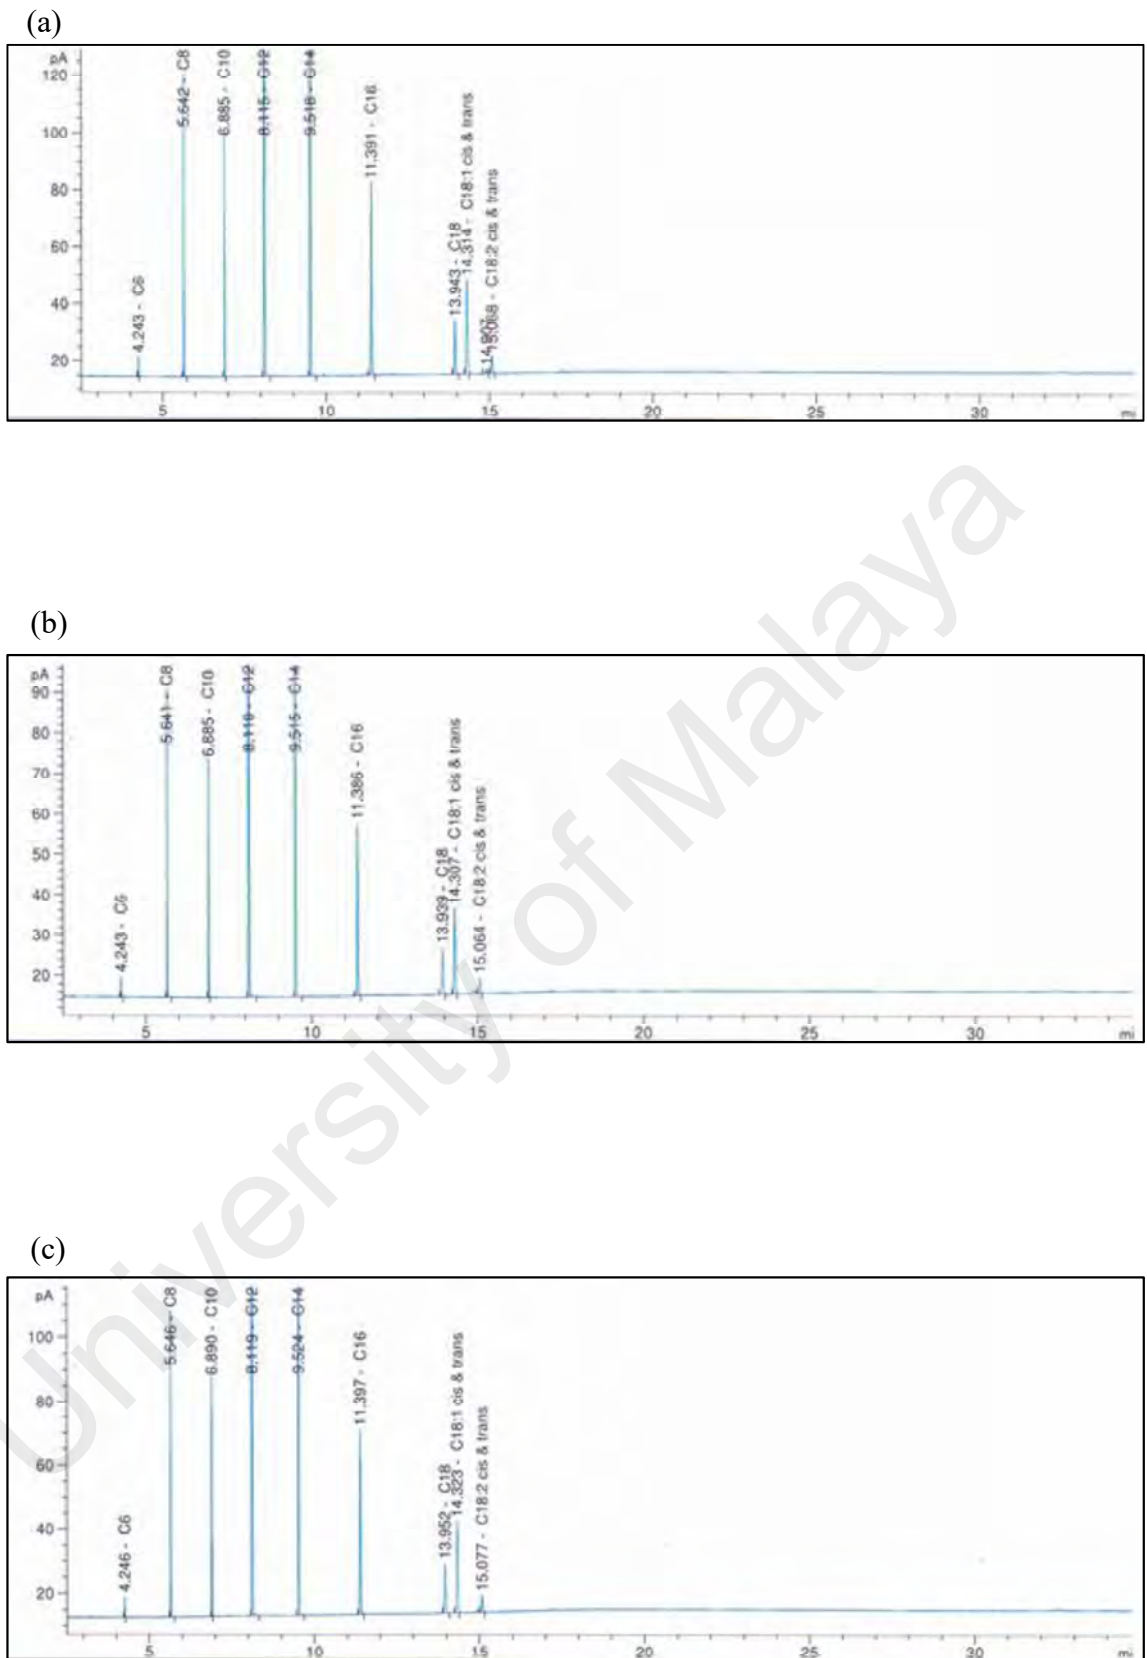 (a)
pA
120
100
80
60
40
20
4.243 - C6
5.642 - C8
6.885 - C10
8.115 - C12
9.518 - C14
11.391 - C16
13.943 - C18
14.314 - C18:1 cis & trans
14.907
15.068 - C18:2 cis & trans
5 10 15 20 25 30 mi
(b)
pA
90
80
70
60
50
40
30
20
4.243 - C6
5.641 - C8
6.885 - C10
C12
9.515 - C14
11.386 - C16
13.939 - C18
14.307 - C18:1 cis & trans
15.064 - C18:2 cis & trans
5 10 15 20 25 30 mi
(c)
pA
100
80
60
40
20
4.246 - C6
5.646 - C8
6.890 - C10
8.119 - C12
9.524 - C14
11.397 - C16
13.952 - C18
14.323 - C18:1 cis & trans
15.077 - C18:2 cis & trans
5 10 15 20 25 30 mi
University of Malaya